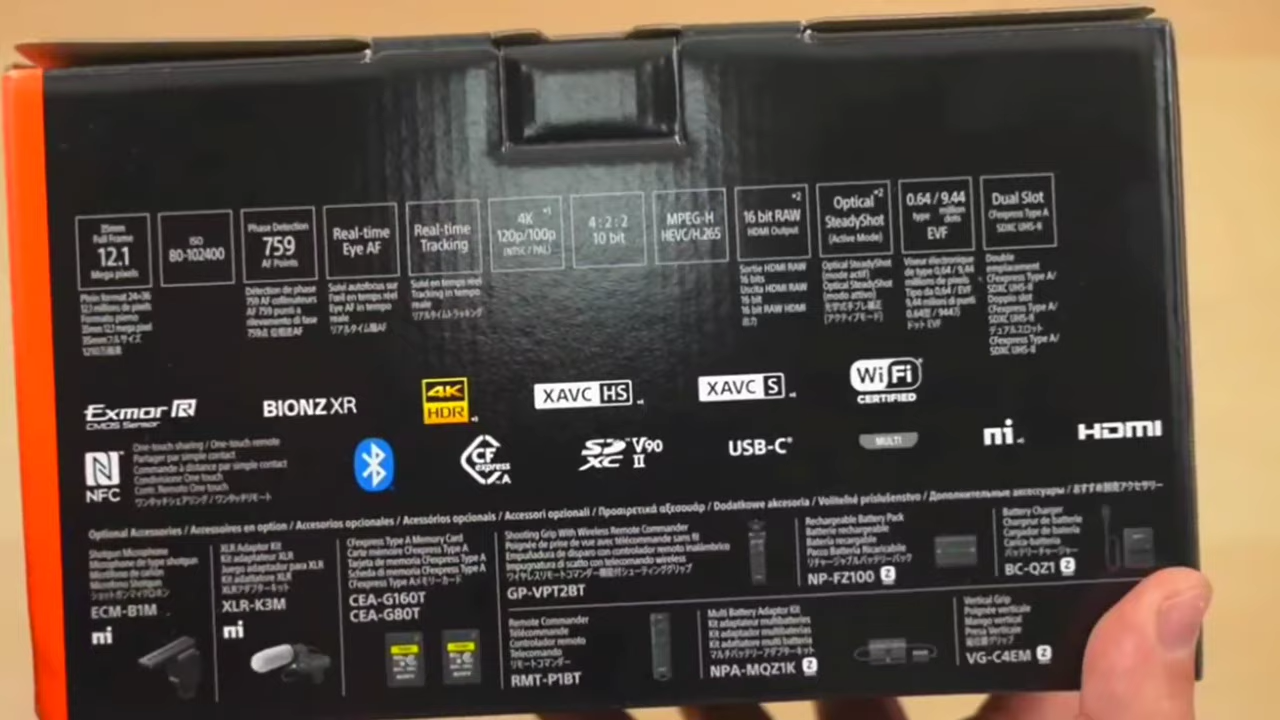 35mm
Full Frame
12.1
Mega pixels
ISO
80-102400
Phase Detection
759
AF Points
Real-time
Eye AF
Real-time
Tracking
4K *1
120p/100p
(NTSC / PAL)
4:2:2
10 bit
MPEG-H
HEVC/H.265
*2
16 bit RAW
HDMI Output
Optical*2
SteadyShot
(Active Mode)
0.64 / 9.44
type million dots
EVF
Dual Slot
CFexpress Type A
SDXC UHS-II
Plein format 24×36
12,1 millions de pixels
Formato pieno
35mm 12,1 mega pixel
35mmフルサイズ
1210万画素
Détection de phase
759 AF collimateurs
AF 759 punti a
rilevamento di fase
759点 位相差AF
Suivi autofocus sur
l'œil en temps réel
Eye AF in tempo
reale
リアルタイム瞳AF
Suivi en temps réel
Tracking in tempo
reale
リアルタイムトラッキング
Sortie HDMI RAW
16 bits
Uscita HDMI RAW
16 bit
16 bit RAW HDMI
出力
Optical SteadyShot
(mode actif)
Optical SteadyShot
(modo attivo)
光学式手ブレ補正
(アクティブモード)
Viseur électronique
de type 0,64 / 9,44
millions de points
Tipo da 0,64 / EVF
9,44 milioni di punti
0.64型 / 944万
ドット EVF
Double
emplacement
CFexpress Type A/
SDXC UHS-II
Doppio slot
CFexpress Type A/
SDXC UHS-II
デュアルスロット
CFexpress Type A/
SDXC UHS-II
Exmor R
CMOS Sensor
BIONZ XR
4K
HDR
XAVC HS
XAVC S
Wi Fi
CERTIFIED
NFC
One-touch sharing / One-touch remote
Partager par simple contact
Commande à distance par simple contact
Condivisione One touch
Contr. Remoto One touch
ワンタッチシェアリング / ワンタッチリモート
CF
express
A
SD
XC
II
V90
USB-C®
MULTI
mi
HDMI
Optional Accessories / Accessoires en option / Accesorios opcionales / Acessórios opcionais / Accessori opzionali / Προαιρετικά αξεσουάρ / Dodatkowe akcesoria / Voliteľné príslušenstvo / Дополнительные аксессуары / おすすめ別売アクセサリー
Shotgun Microphone
Microphone de type shotgun
Micrófono de cañón
Microfono Shotgun
ショットガンマイクロホン
ECM-B1M
mi
XLR Adaptor Kit
Kit adaptateur XLR
Juego adaptador para XLR
Kit adattatore XLR
XLRアダプターキット
XLR-K3M
mi
CFexpress Type A Memory Card
Carte mémoire CFexpress Type A
Tarjeta de memoria CFexpress Type A
Scheda di memoria CFexpress Type A
CFexpress Type Aメモリーカード
CEA-G160T
CEA-G80T
Shooting Grip With Wireless Remote Commander
Poignée de prise de vue avec télécommande sans fil
Empuñadura de disparo con controlador remoto inalámbrico
Impugnatura di scatto con telecomando wireless
ワイヤレスリモートコマンダー機能付シューティンググリップ
GP-VPT2BT
Remote Commander
Télécommande
Controlador remoto
Telecomando
リモートコマンダー
RMT-P1BT
Rechargeable Battery Pack
Batterie rechargeable
Batería recargable
Pacco Batteria Ricaricabile
リチャージャブルバッテリーパック
NP-FZ100 Z
Multi Battery Adaptor Kit
Kit adaptateur multibatteries
Kit adaptador multibaterías
Kit adattatore multi batteria
マルチバッテリーアダプターキット
NPA-MQZ1K Z
Battery Charger
Chargeur de batterie
Cargador de batería
Carica batteria
バッテリーチャージャー
BC-QZ1 Z
Vertical Grip
Poignée verticale
Mango vertical
Presa Verticale
縦位置グリップ
VG-C4EM Z